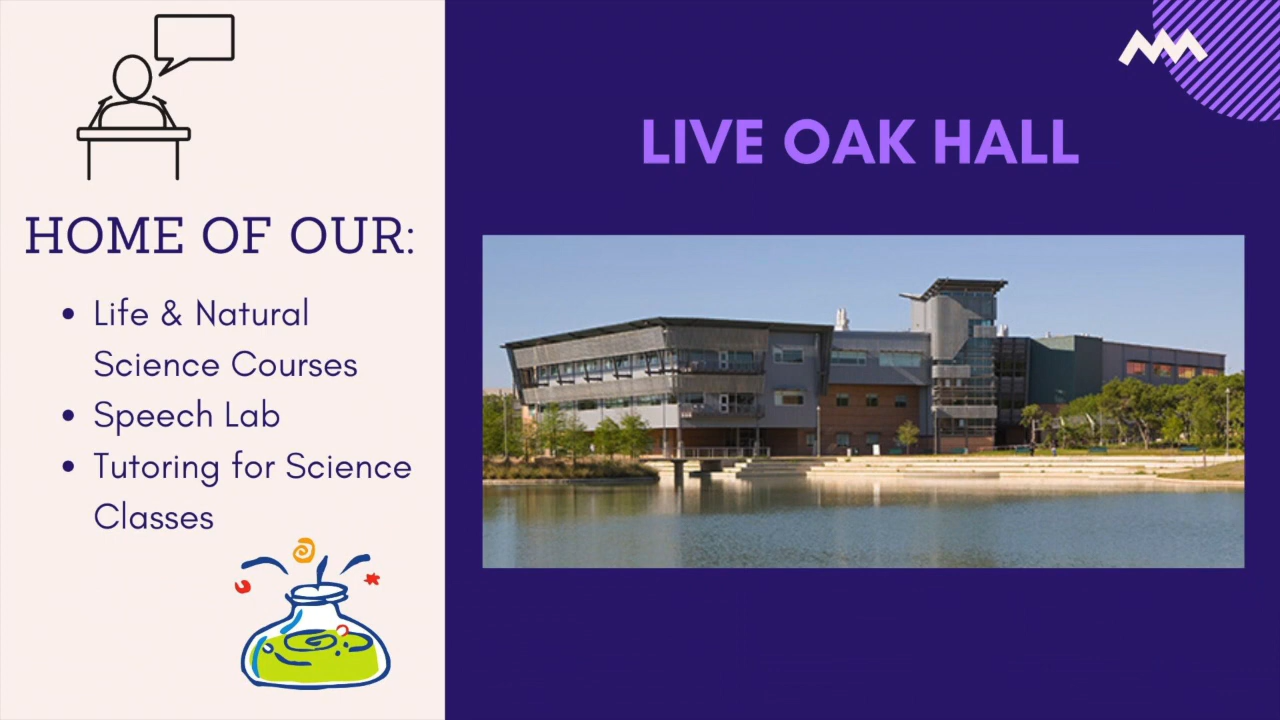 HOME OF OUR:
• Life & Natural
Science Courses
• Speech Lab
• Tutoring for Science
Classes
LIVE OAK HALL